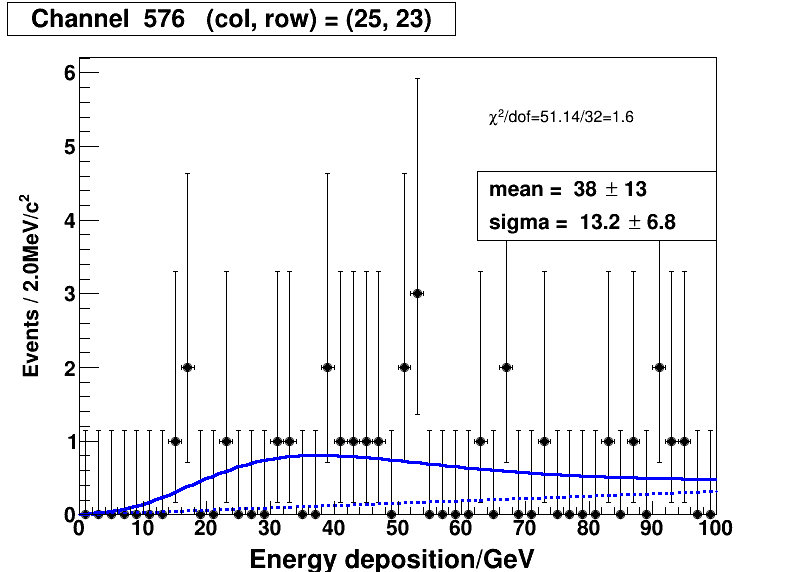 Channel 576 (col, row) = (25, 23)
χ²/dof=51.14/32=1.6
mean = 38 ± 13
sigma = 13.2 ± 6.8
Events / 2.0MeV/c²
6
5
4
3
2
1
0
0 10 20 30 40 50 60 70 80 90 100
Energy deposition/GeV